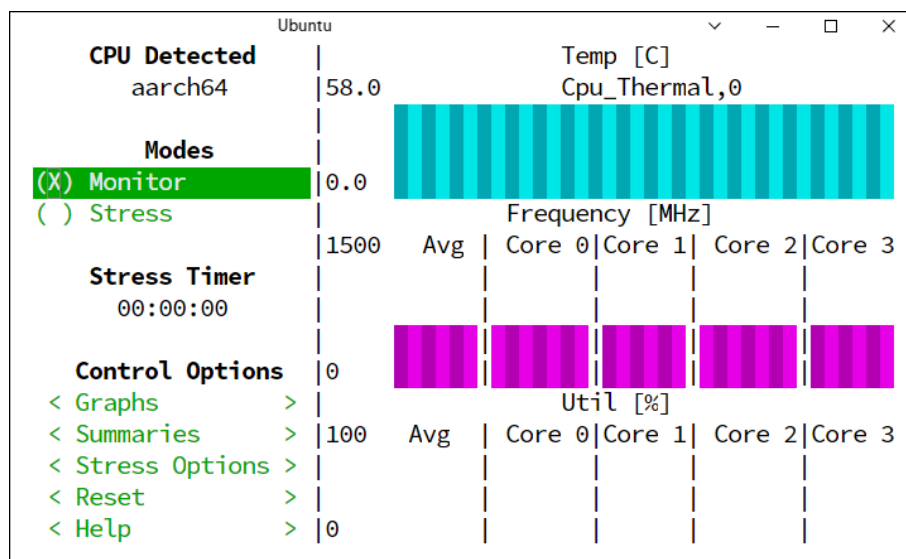 Ubuntu
CPU Detected | Temp [C]
aarch64 |58.0 Cpu_Thermal,0
|
Modes |
(X) Monitor |0.0
( ) Stress | Frequency [MHz]
|1500 Avg | Core 0|Core 1| Core 2|Core 3
Stress Timer | | | | |
00:00:00 | | | | |
| | | | |
Control Options |0 | | | |
< Graphs > | Util [%]
< Summaries > |100 Avg | Core 0|Core 1| Core 2|Core 3
< Stress Options > | | | | |
< Reset > | | | | |
< Help > |0 | | | |